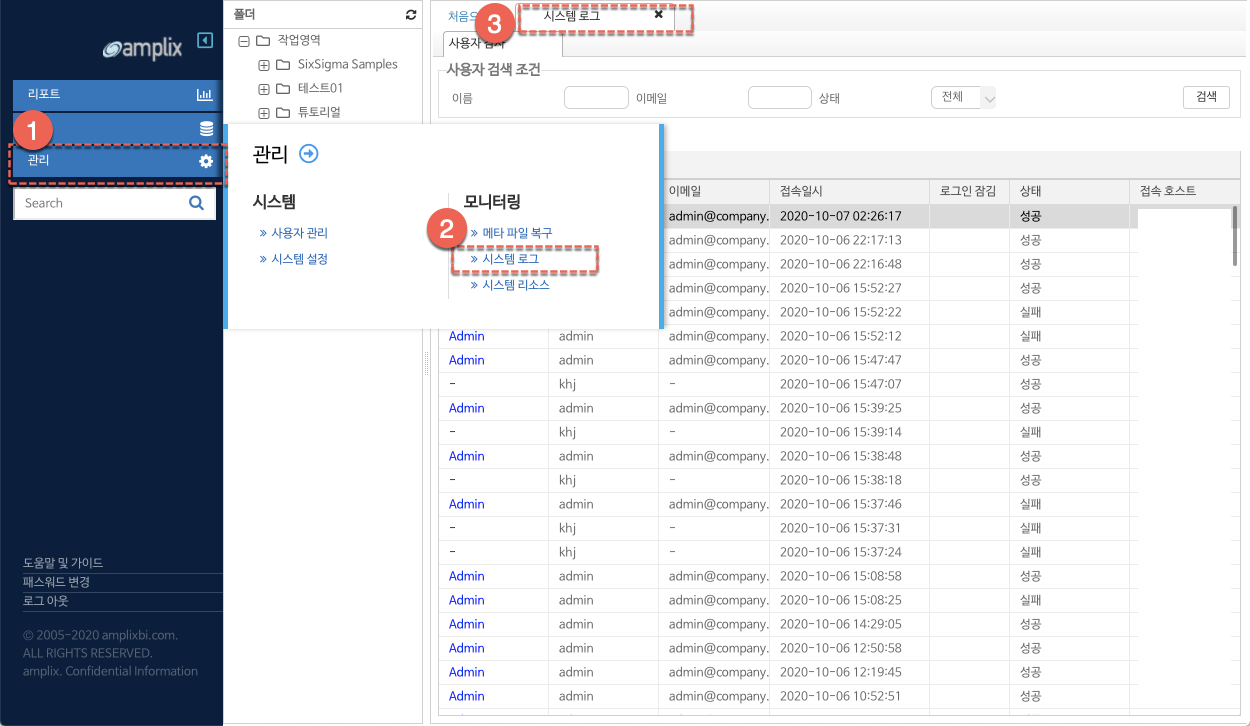 amplix
리포트
1
관리
Search
도움말 및 가이드
패스워드 변경
로그 아웃
© 2005-2020 amplixbi.com.
ALL RIGHTS RESERVED.
amplix. Confidential Information
폴더
작업영역
SixSigma Samples
테스트01
튜토리얼
관리
시스템
» 사용자 관리
» 시스템 설정
모니터링
2
» 메타 파일 복구
» 시스템 로그
» 시스템 리소스
처음으
3
시스템 로그
사용자 검색 조건
이름 이메일 상태 전체 검색
이메일 접속일시 로그인 잠김 상태 접속 호스트
admin@company. 2020-10-07 02:26:17 성공
admin@company. 2020-10-06 22:17:13 성공
admin@company. 2020-10-06 22:16:48 성공
admin@company. 2020-10-06 15:52:27 성공
admin@company. 2020-10-06 15:52:22 실패
Admin admin admin@company. 2020-10-06 15:52:12 실패
Admin admin admin@company. 2020-10-06 15:47:47 성공
- khj - 2020-10-06 15:47:07 성공
Admin admin admin@company. 2020-10-06 15:39:25 성공
- khj - 2020-10-06 15:39:14 실패
Admin admin admin@company. 2020-10-06 15:38:48 성공
- khj - 2020-10-06 15:38:18 성공
Admin admin admin@company. 2020-10-06 15:37:46 실패
- khj - 2020-10-06 15:37:31 실패
- khj - 2020-10-06 15:37:24 실패
Admin admin admin@company. 2020-10-06 15:08:58 성공
Admin admin admin@company. 2020-10-06 15:08:25 실패
Admin admin admin@company. 2020-10-06 14:29:05 성공
Admin admin admin@company. 2020-10-06 12:50:58 성공
Admin admin admin@company. 2020-10-06 12:19:45 성공
Admin admin admin@company. 2020-10-06 10:52:51 성공